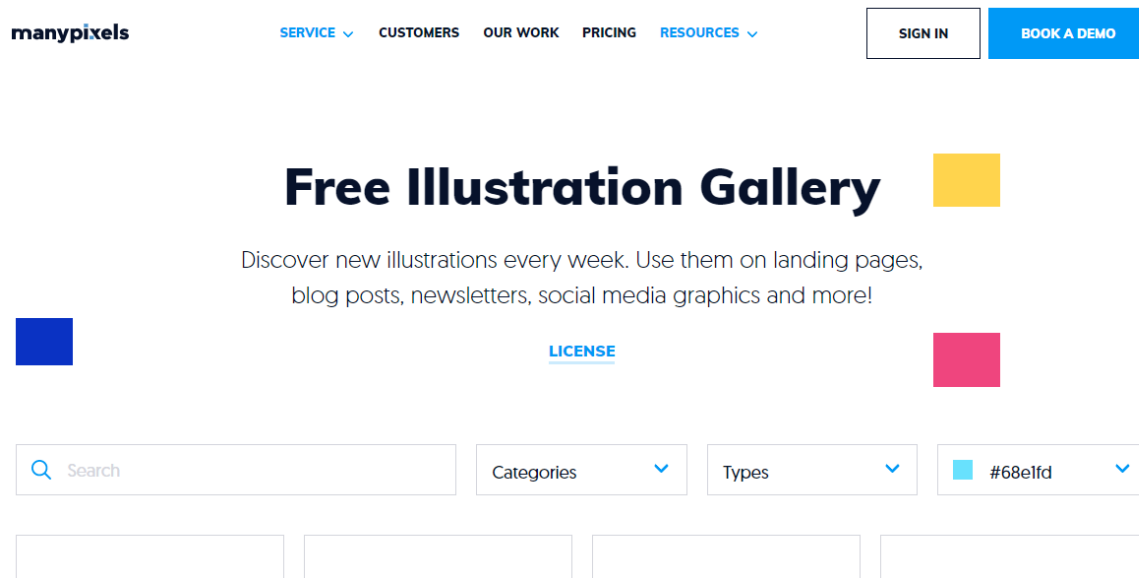 manypixels
SERVICE
CUSTOMERS
OUR WORK
PRICING
RESOURCES
SIGN IN
BOOK A DEMO
Free Illustration Gallery
Discover new illustrations every week. Use them on landing pages,
blog posts, newsletters, social media graphics and more!
LICENSE
Search
Categories
Types
#68e1fd